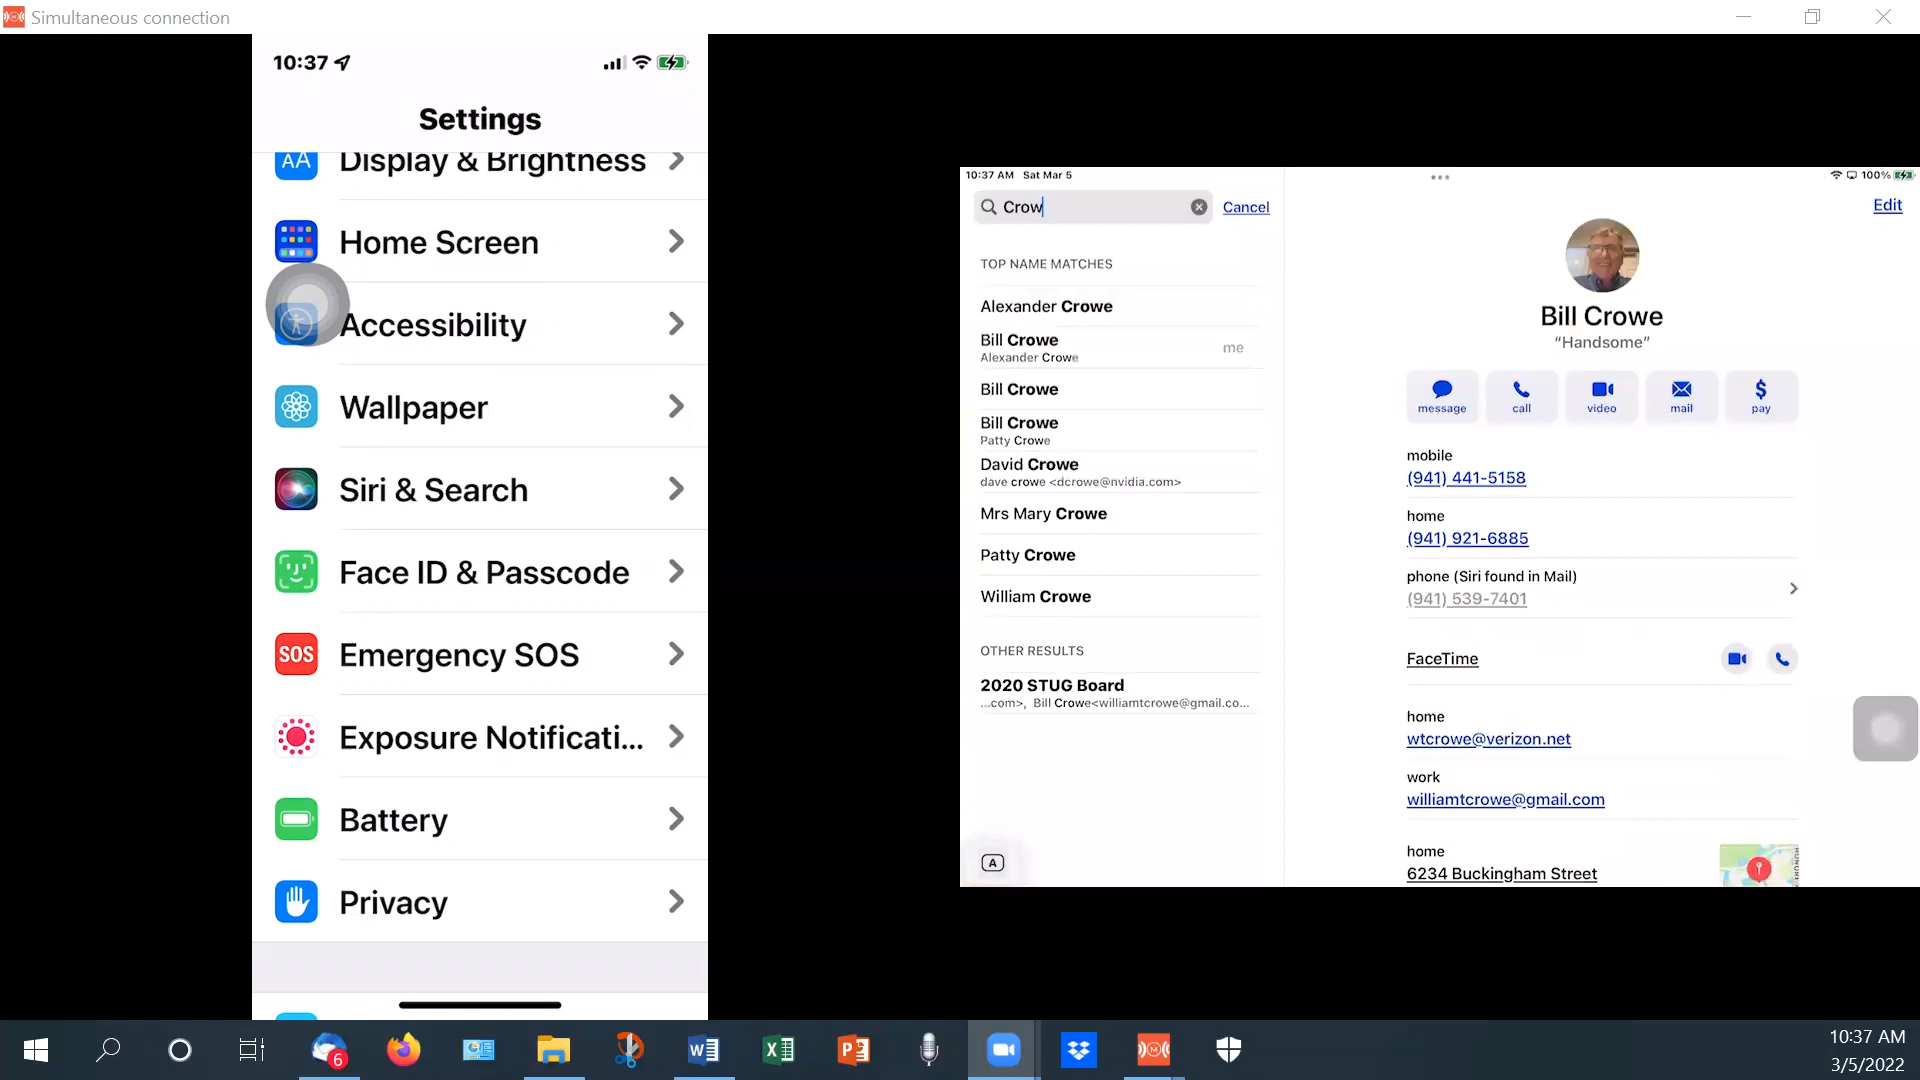 Simultaneous connection
10:37
Settings
AA
Display & Brightness
Home Screen
Accessibility
Wallpaper
Siri & Search
Face ID & Passcode
SOS
Emergency SOS
Exposure Notificati...
Battery
Privacy
10:37 AM Sat Mar 5
100%
Crow
Cancel
TOP NAME MATCHES
Alexander Crowe
Bill Crowe
Alexander Crowe
me
Bill Crowe
Bill Crowe
Patty Crowe
David Crowe
dave crowe <dcrowe@nvidia.com>
Mrs Mary Crowe
Patty Crowe
William Crowe
OTHER RESULTS
2020 STUG Board
...com>, Bill Crowe<williamtcrowe@gmail.co...
A
Edit
Bill Crowe
“Handsome”
message
call
video
mail
$
pay
mobile
(941) 441-5158
home
(941) 921-6885
phone (Siri found in Mail)
(941) 539-7401
FaceTime
home
wtcrowe@verizon.net
work
williamtcrowe@gmail.com
home
6234 Buckingham Street
6
10:37 AM
3/5/2022